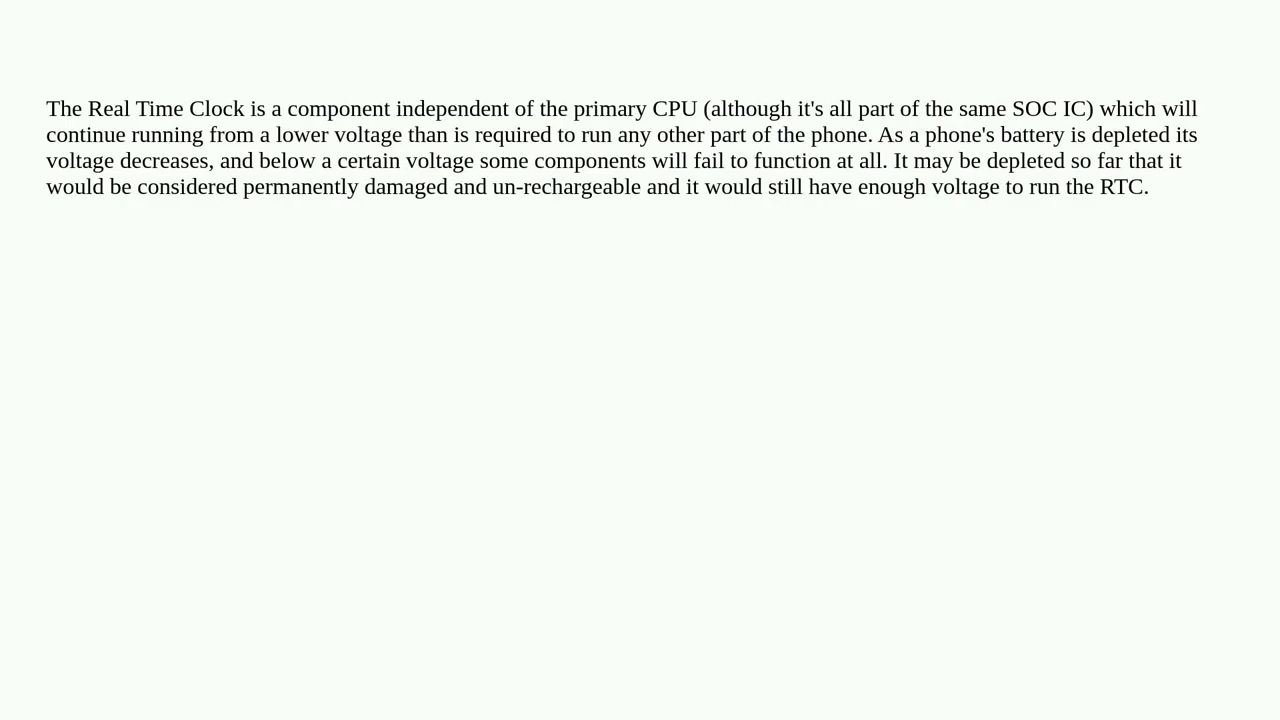 The Real Time Clock is a component independent of the primary CPU (although it's all part of the same SOC IC) which will
continue running from a lower voltage than is required to run any other part of the phone. As a phone's battery is depleted its
voltage decreases, and below a certain voltage some components will fail to function at all. It may be depleted so far that it
would be considered permanently damaged and un-rechargeable and it would still have enough voltage to run the RTC.